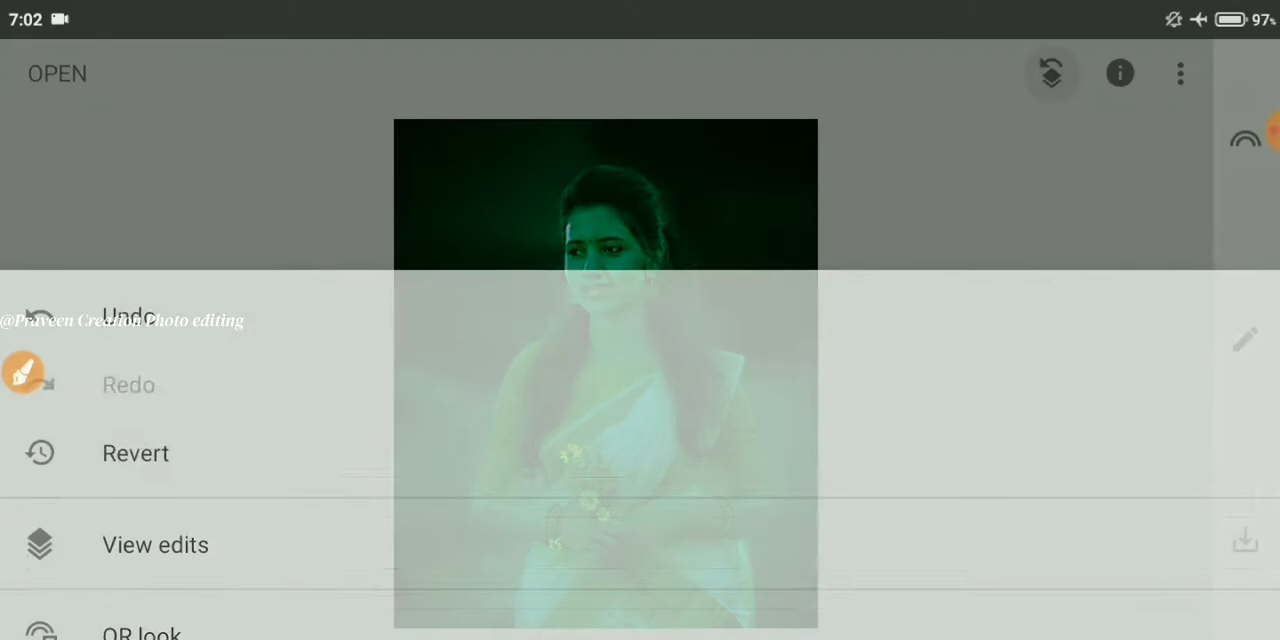 7:02
97%
OPEN
Undo
@Praveen Creation Photo editing
Redo
Revert
View edits
QR look